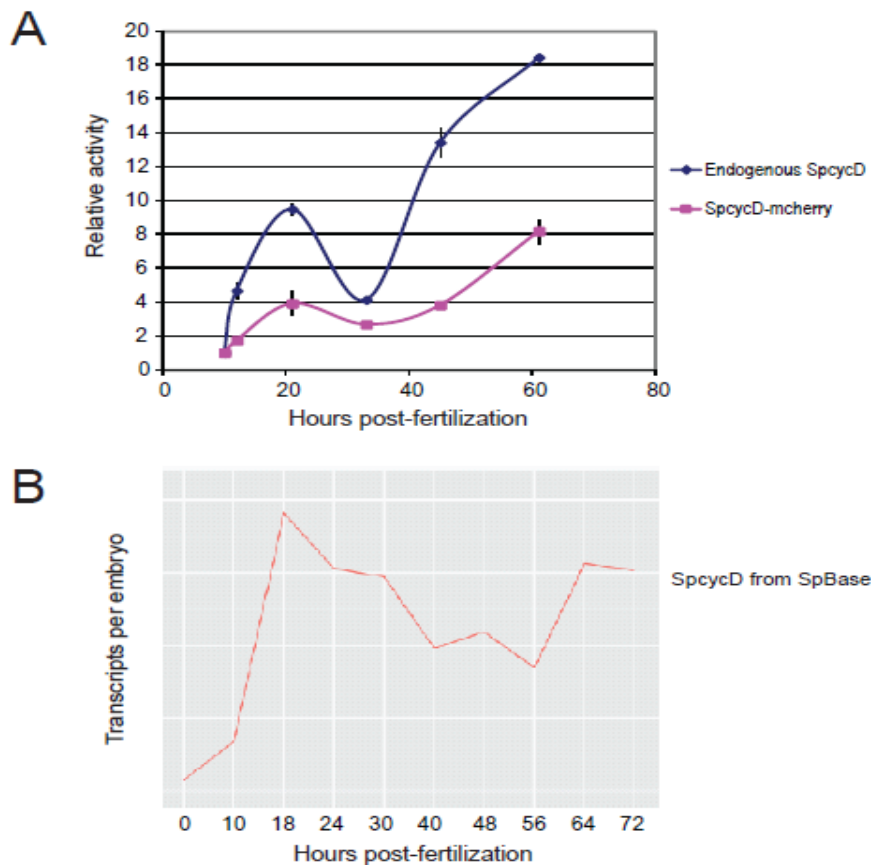 A
20
18
16
14
12
10
8
6
4
2
0
Relative activity
0 20 40 60 80
Hours post-fertilization
Endogenous SpcycD
SpcycD-mcherry
B
Transcripts per embryo
SpcycD from SpBase
0 10 18 24 30 40 48 56 64 72
Hours post-fertilization